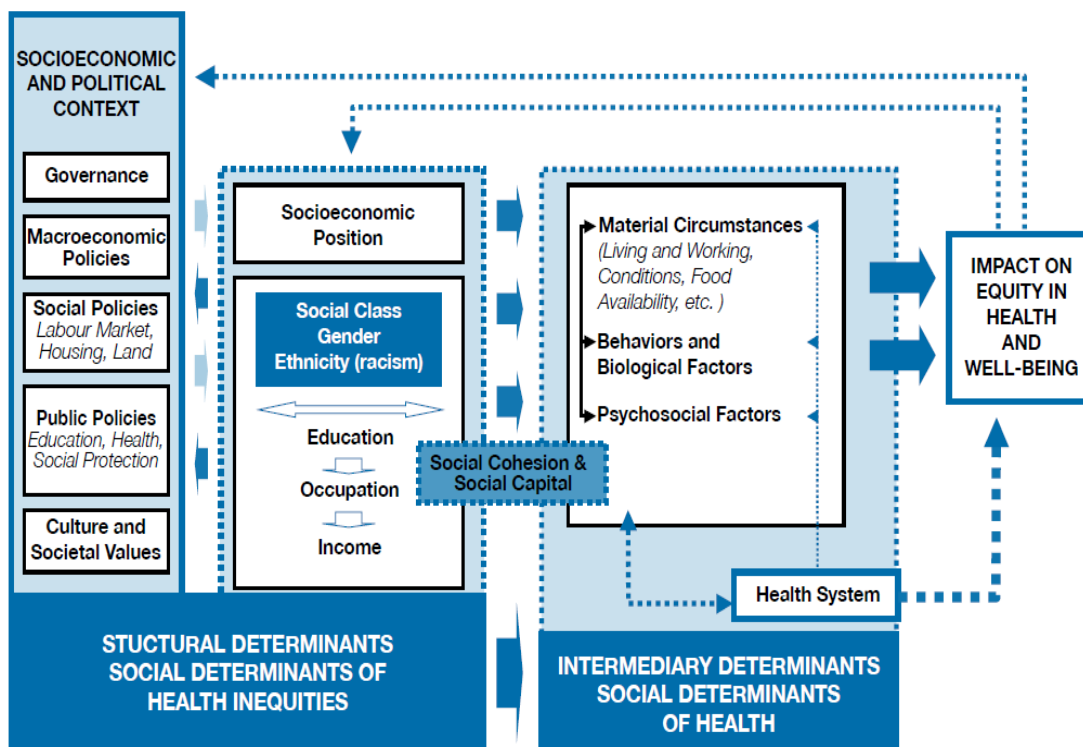 SOCIOECONOMIC
AND POLITICAL
CONTEXT
Governance
Macroeconomic
Policies
Social Policies
Labour Market,
Housing, Land
Public Policies
Education, Health,
Social Protection
Culture and
Societal Values
Socioeconomic
Position
Social Class
Gender
Ethnicity (racism)
Education
Occupation
Income
Social Cohesion &
Social Capital
Material Circumstances
(Living and Working,
Conditions, Food
Availability, etc. )
Behaviors and
Biological Factors
Psychosocial Factors
Health System
IMPACT ON
EQUITY IN
HEALTH
AND
WELL-BEING
STUCTURAL DETERMINANTS
SOCIAL DETERMINANTS OF
HEALTH INEQUITIES
INTERMEDIARY DETERMINANTS
SOCIAL DETERMINANTS
OF HEALTH